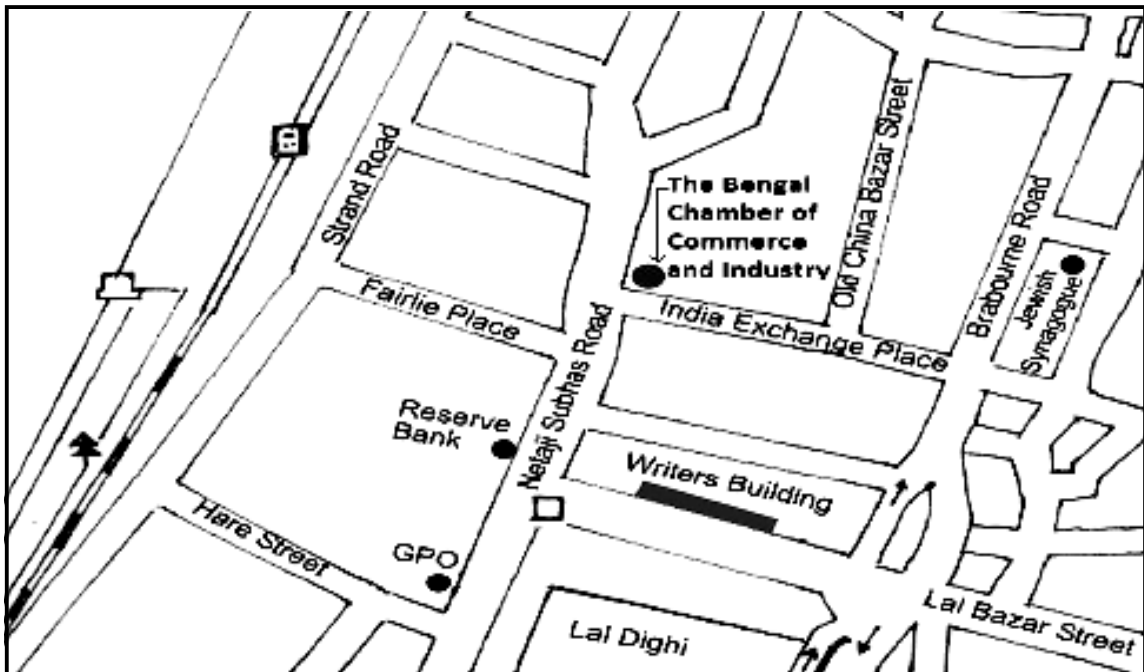 The Bengal
Chamber of
Commerce
and Industry
Strand Road
Old China Bazar Street
Brabourne Road
Jewish
Synagogue
Fairlie Place
India Exchange Place
Netaji Subhas Road
Reserve
Bank
Writers Building
Hare Street
GPO
Lal Dighi
Lal Bazar Street